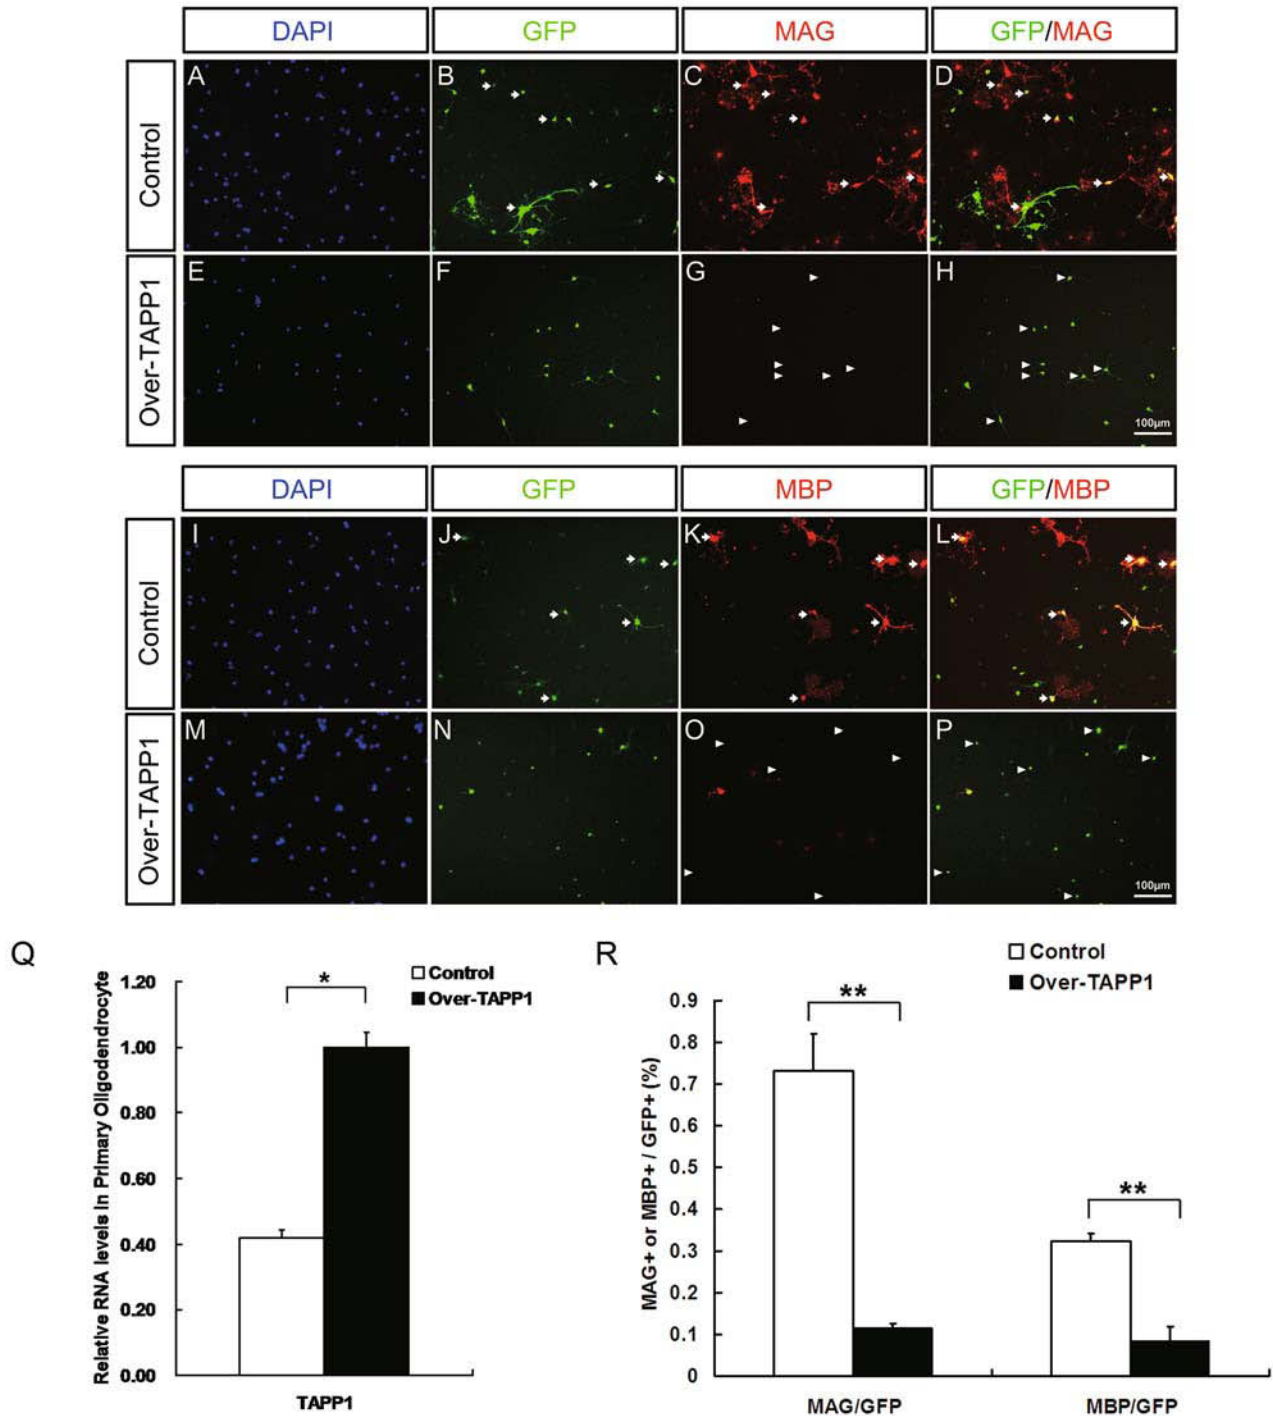 DAPI GFP MAG GFP/MAG
Control
A B C D
Over-TAPP1
E F G H
100µm
DAPI GFP MBP GFP/MBP
Control
I J K L
Over-TAPP1
M N O P
100µm
Q
Relative RNA levels in Primary Oligodendrocyte
1.20
1.00
0.80
0.60
0.40
0.20
0.00
*
Control
Over-TAPP1
TAPP1
R
Control
Over-TAPP1
MAG+ or MBP+ / GFP+ (%)
0.9
0.8
0.7
0.6
0.5
0.4
0.3
0.2
0.1
0
**
**
MAG/GFP MBP/GFP